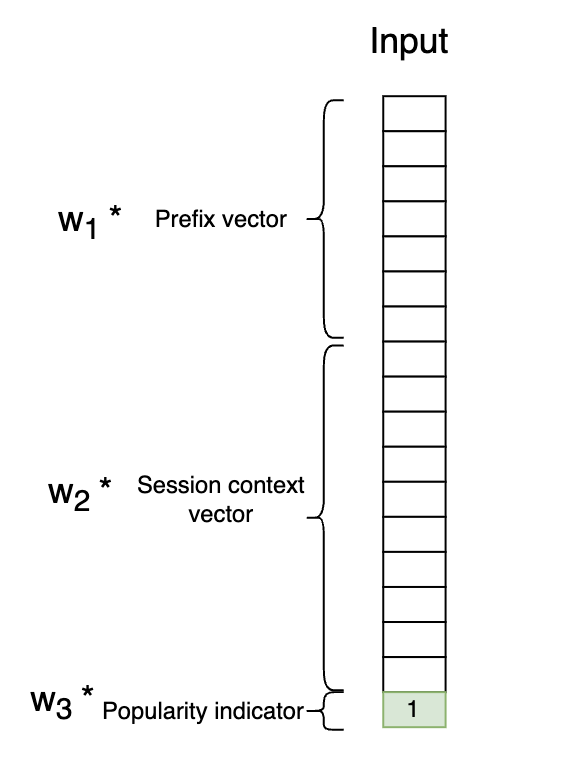 Input
w1 * Prefix vector
w2 * Session context
vector
w3 * Popularity indicator
1